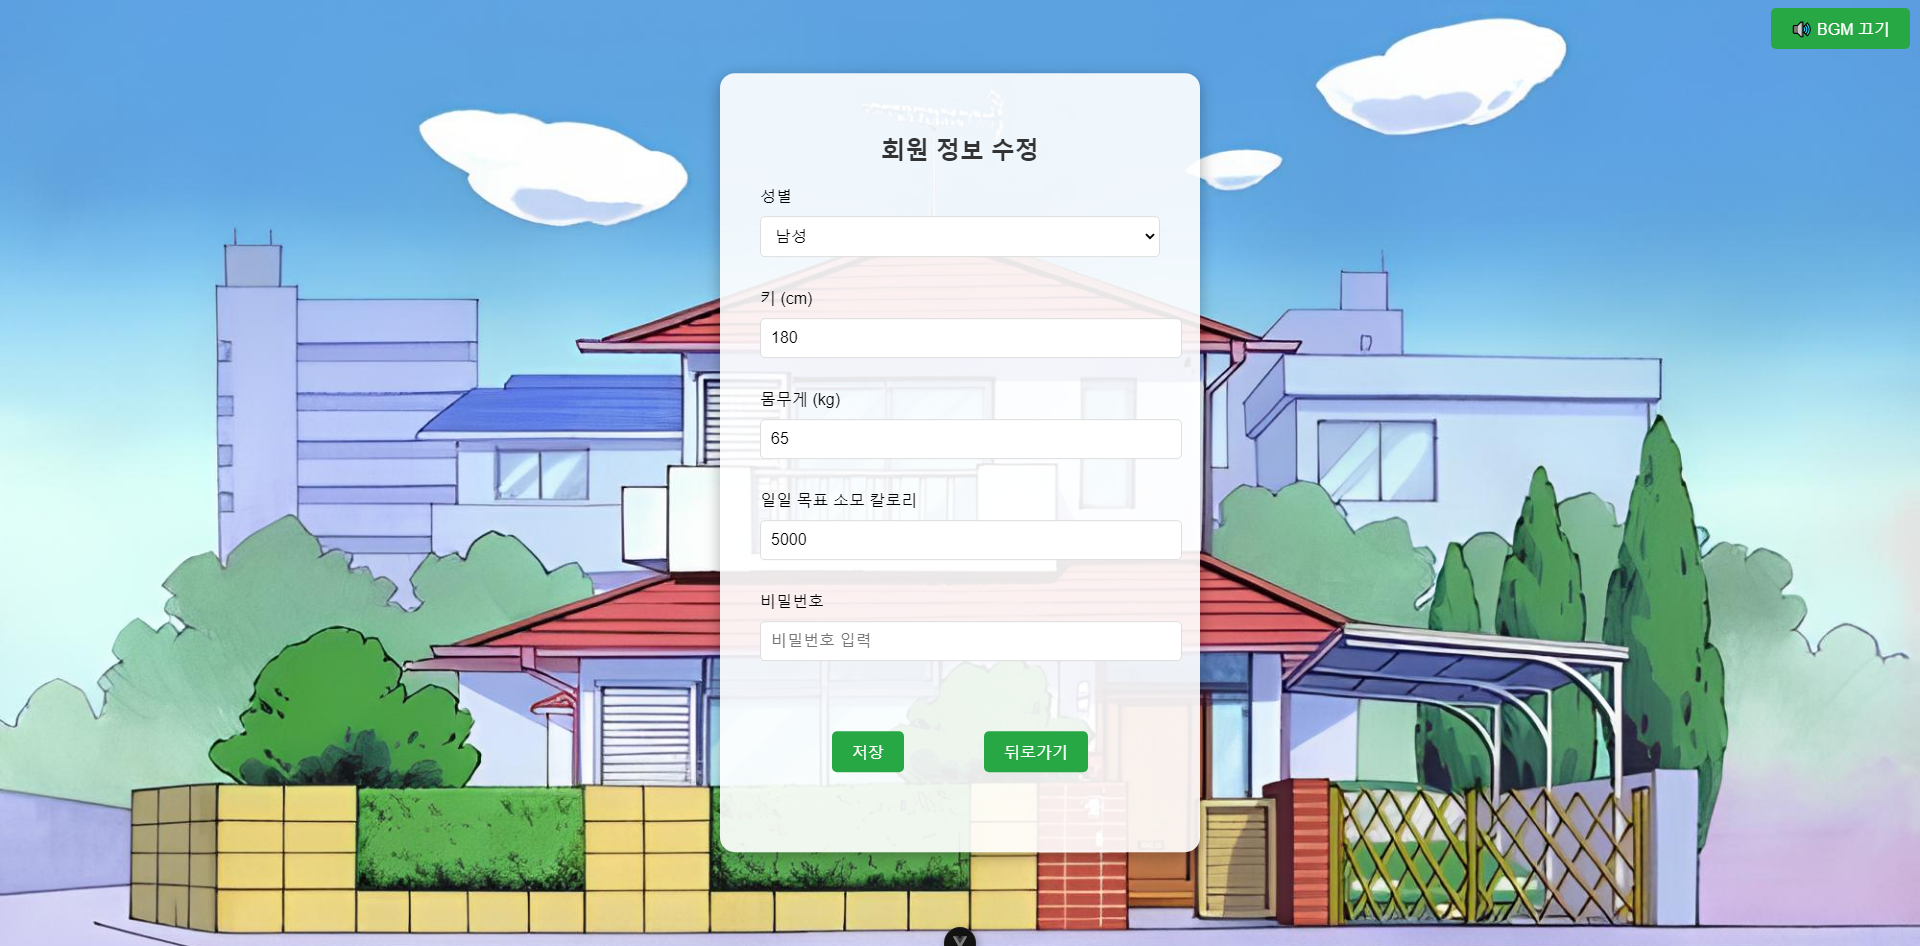 🔊 BGM 끄기
회원 정보 수정
성별
남성
키 (cm)
180
몸무게 (kg)
65
일일 목표 소모 칼로리
5000
비밀번호
비밀번호 입력
저장
뒤로가기